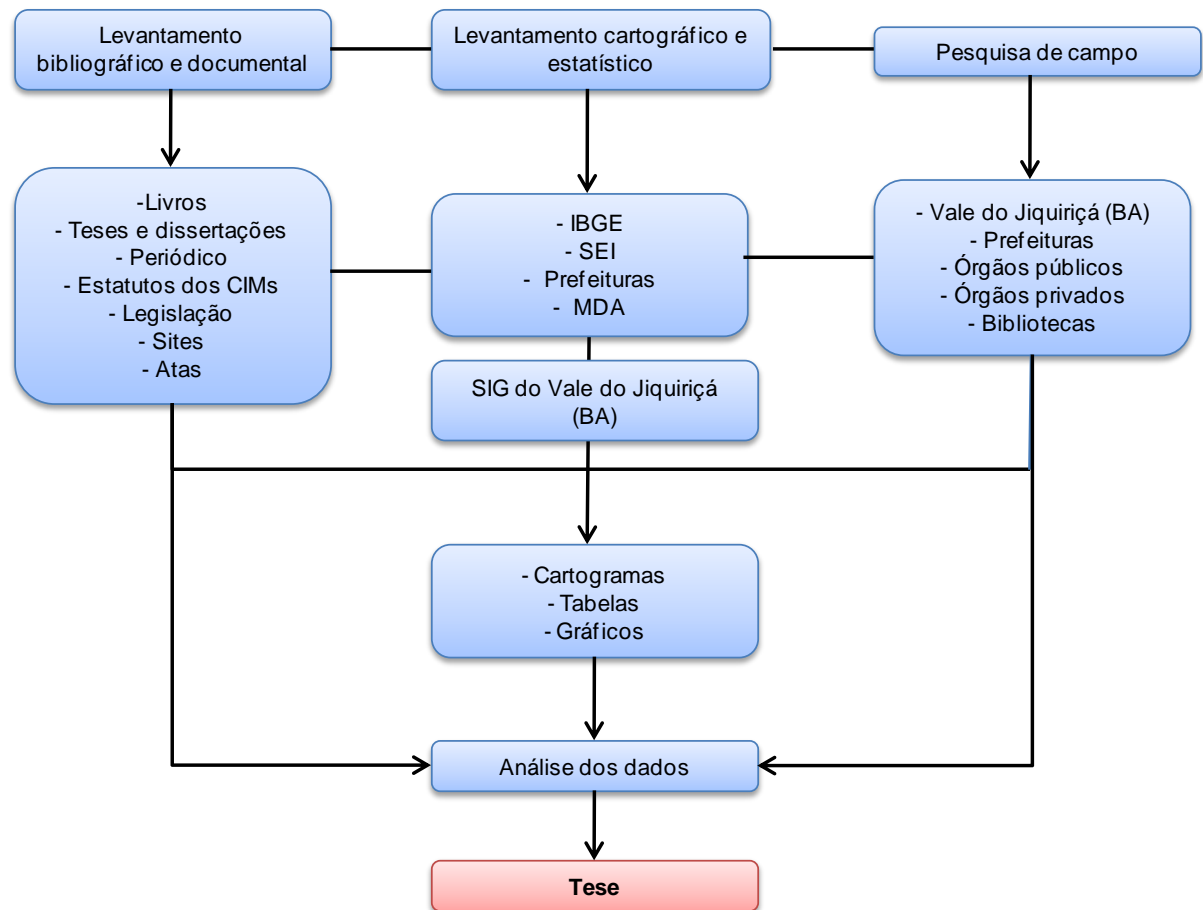 Levantamento
bibliográfico e documental
Levantamento cartográfico e
estatístico
Pesquisa de campo
-Livros
- Teses e dissertações
- Periódico
- Estatutos dos CIMs
- Legislação
- Sites
- Atas
- IBGE
- SEI
- Prefeituras
- MDA
- Vale do Jiquiriçá (BA)
- Prefeituras
- Órgãos públicos
- Órgãos privados
- Bibliotecas
SIG do Vale do Jiquiriçá
(BA)
- Cartogramas
- Tabelas
- Gráficos
Análise dos dados
Tese